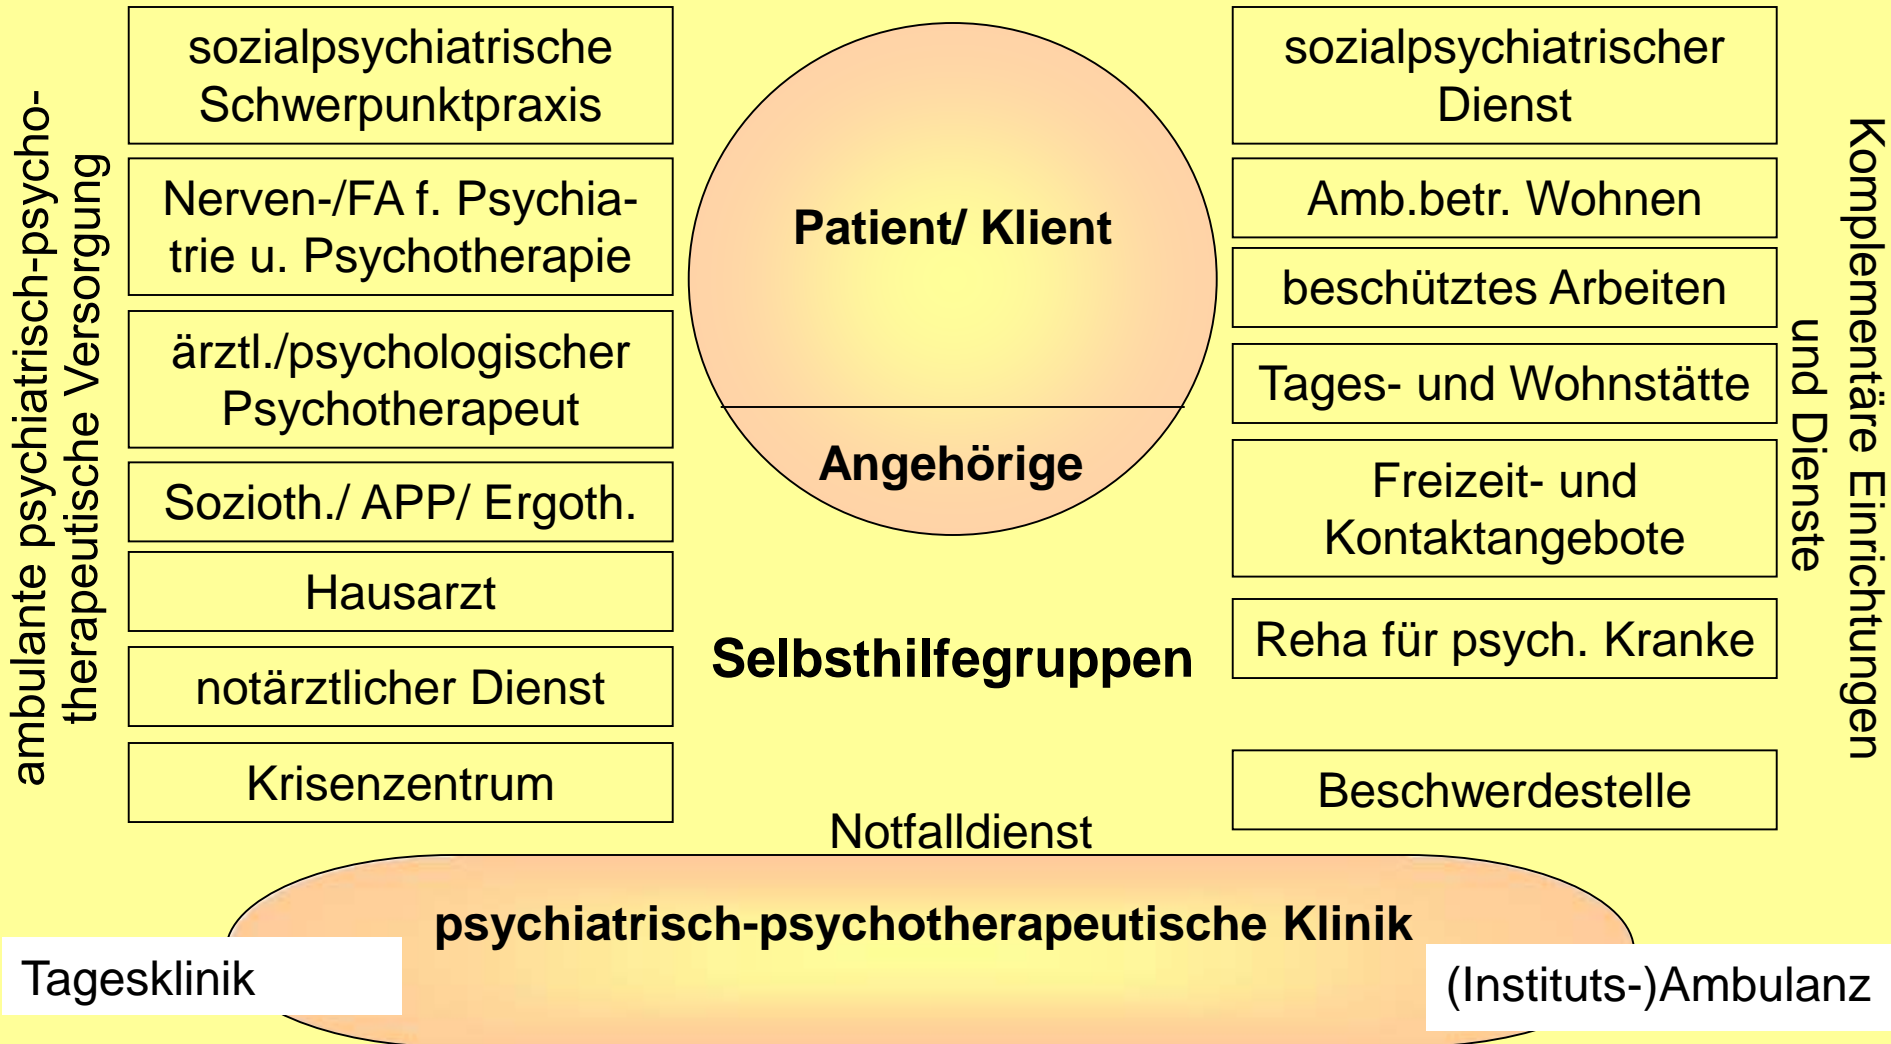 ambulante psychiatrisch-psycho-
therapeutische Versorgung
sozialpsychiatrische
Schwerpunktpraxis
Nerven-/FA f. Psychia-
trie u. Psychotherapie
ärztl./psychologischer
Psychotherapeut
Sozioth./ APP/ Ergoth.
Hausarzt
notärztlicher Dienst
Krisenzentrum
Patient/ Klient
Angehörige
Selbsthilfegruppen
sozialpsychiatrischer
Dienst
Amb.betr. Wohnen
beschütztes Arbeiten
Tages- und Wohnstätte
Freizeit- und
Kontaktangebote
Reha für psych. Kranke
Beschwerdestelle
Komplementäre Einrichtungen
und Dienste
Notfalldienst
psychiatrisch-psychotherapeutische Klinik
Tagesklinik
(Instituts-)Ambulanz